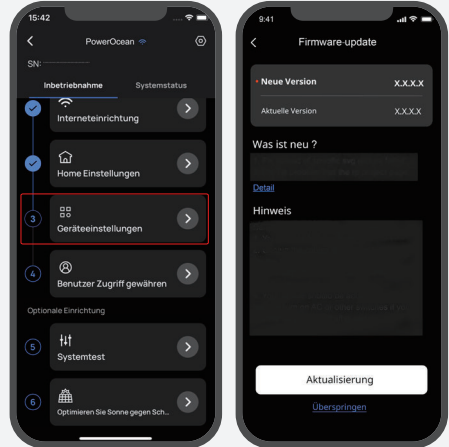 15:42
PowerOcean
SN:
Inbetriebnahme Systemstatus
Interneteinrichtung
Home Einstellungen
3
Geräteeinstellungen
4
Benutzer Zugriff gewähren
Optionale Einrichtung
5
Systemtest
6
Optimieren Sie Sonne gegen Sch...
9:41
Firmware-update
• Neue Version X.X.X.X
Aktuelle Version X.X.X.X
Was ist neu ?
Detail
Hinweis
Aktualisierung
Überspringen